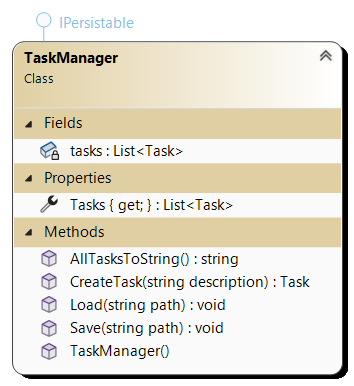 IPersistable
TaskManager
Class
Fields
tasks : List<Task>
Properties
Tasks { get; } : List<Task>
Methods
AllTasksToString() : string
CreateTask(string description) : Task
Load(string path) : void
Save(string path) : void
TaskManager()